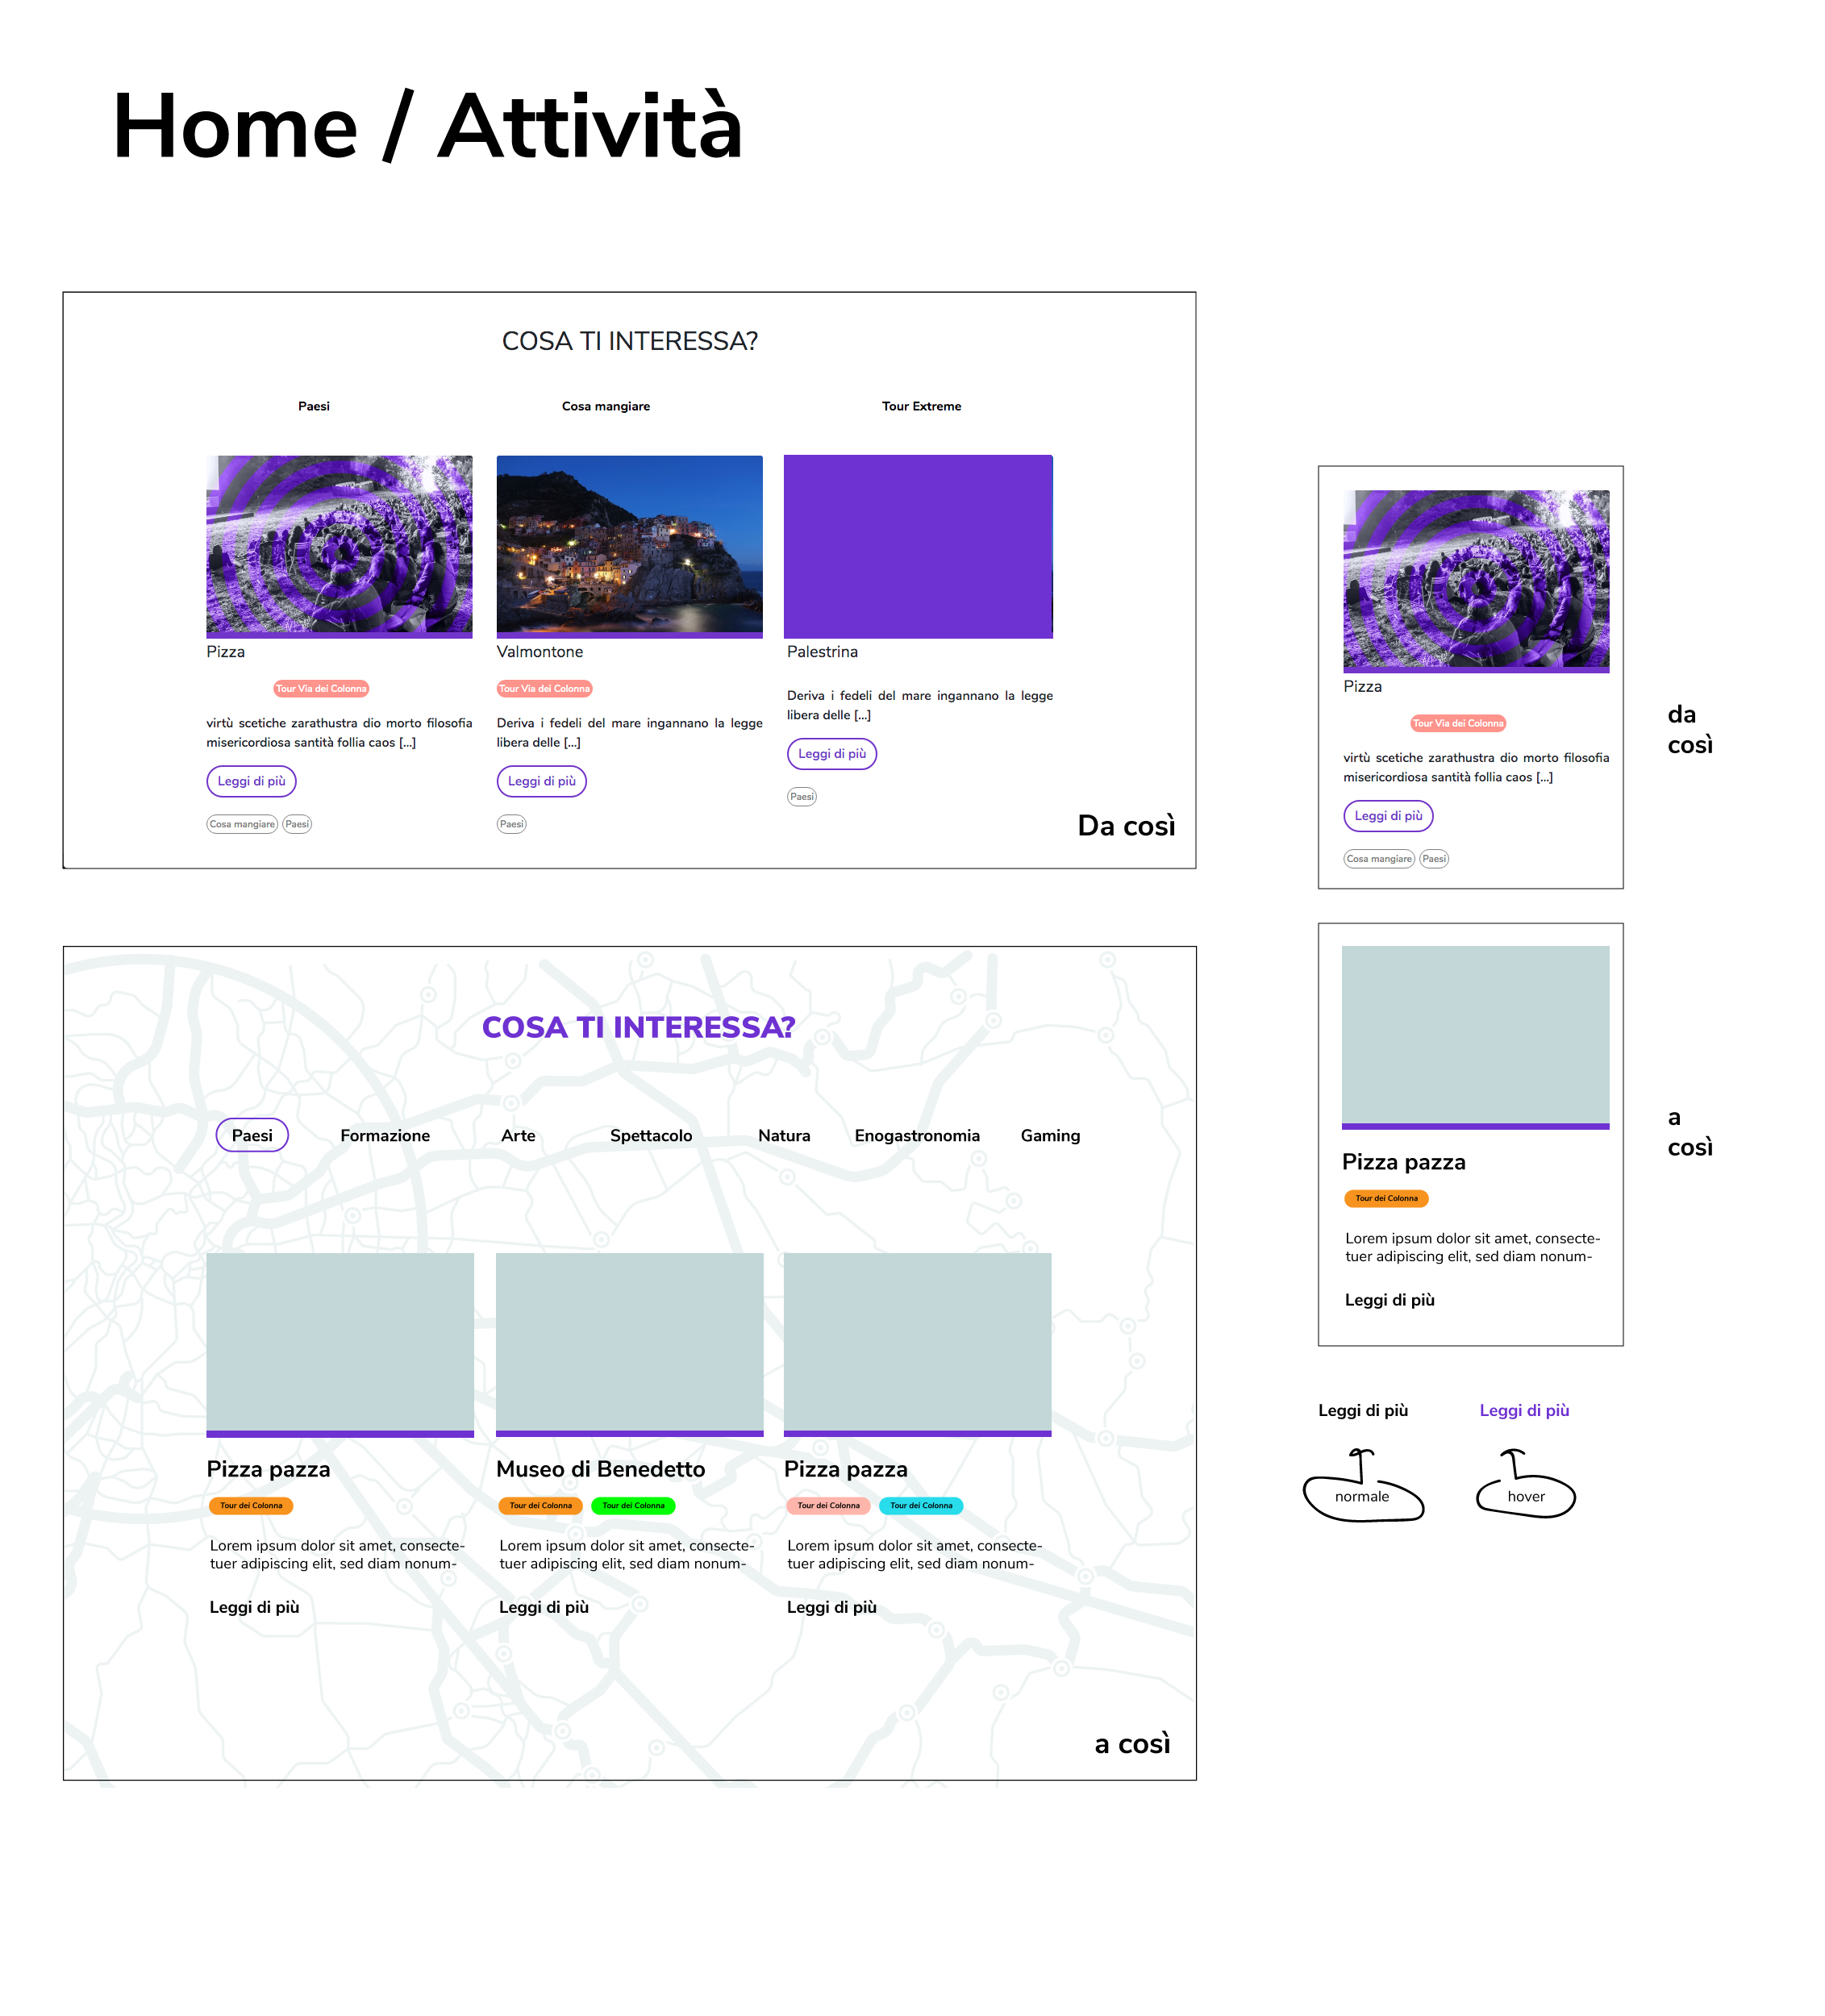 Home / Attività
COSA TI INTERESSA?
Paesi Cosa mangiare Tour Extreme
Pizza
Tour Via dei Colonna
virtù scetiche zarathustra dio morto filosofia
misericordiosa santità follia caos [...]
Leggi di più
Cosa mangiare Paesi
Valmontone
Tour Via dei Colonna
Deriva i fedeli del mare ingannano la legge
libera delle [...]
Leggi di più
Paesi
Palestrina
Deriva i fedeli del mare ingannano la legge
libera delle [...]
Leggi di più
Paesi
Da così
Pizza
Tour Via dei Colonna
virtù scetiche zarathustra dio morto filosofia
misericordiosa santità follia caos [...]
Leggi di più
Cosa mangiare Paesi
da
così
COSA TI INTERESSA?
Paesi Formazione Arte Spettacolo Natura Enogastronomia Gaming
Pizza pazza
Tour dei Colonna
Lorem ipsum dolor sit amet, consecte-
tuer adipiscing elit, sed diam nonum-
Leggi di più
Museo di Benedetto
Tour dei Colonna Tour dei Colonna
Lorem ipsum dolor sit amet, consecte-
tuer adipiscing elit, sed diam nonum-
Leggi di più
Pizza pazza
Tour dei Colonna Tour dei Colonna
Lorem ipsum dolor sit amet, consecte-
tuer adipiscing elit, sed diam nonum-
Leggi di più
a così
Pizza pazza
Tour dei Colonna
Lorem ipsum dolor sit amet, consecte-
tuer adipiscing elit, sed diam nonum-
Leggi di più
a
così
Leggi di più Leggi di più
normale hover